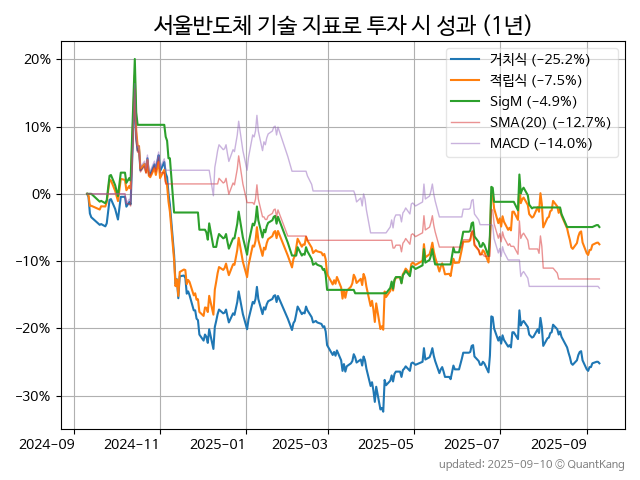 서울반도체 기술 지표로 투자 시 성과 (1년)
20%
10%
0%
−10%
−20%
−30%
거치식 (−25.2%)
적립식 (−7.5%)
SigM (−4.9%)
SMA(20) (−12.7%)
MACD (−14.0%)
2024-09
2024-11
2025-01
2025-03
2025-05
2025-07
2025-09
updated: 2025-09-10 © QuantKang